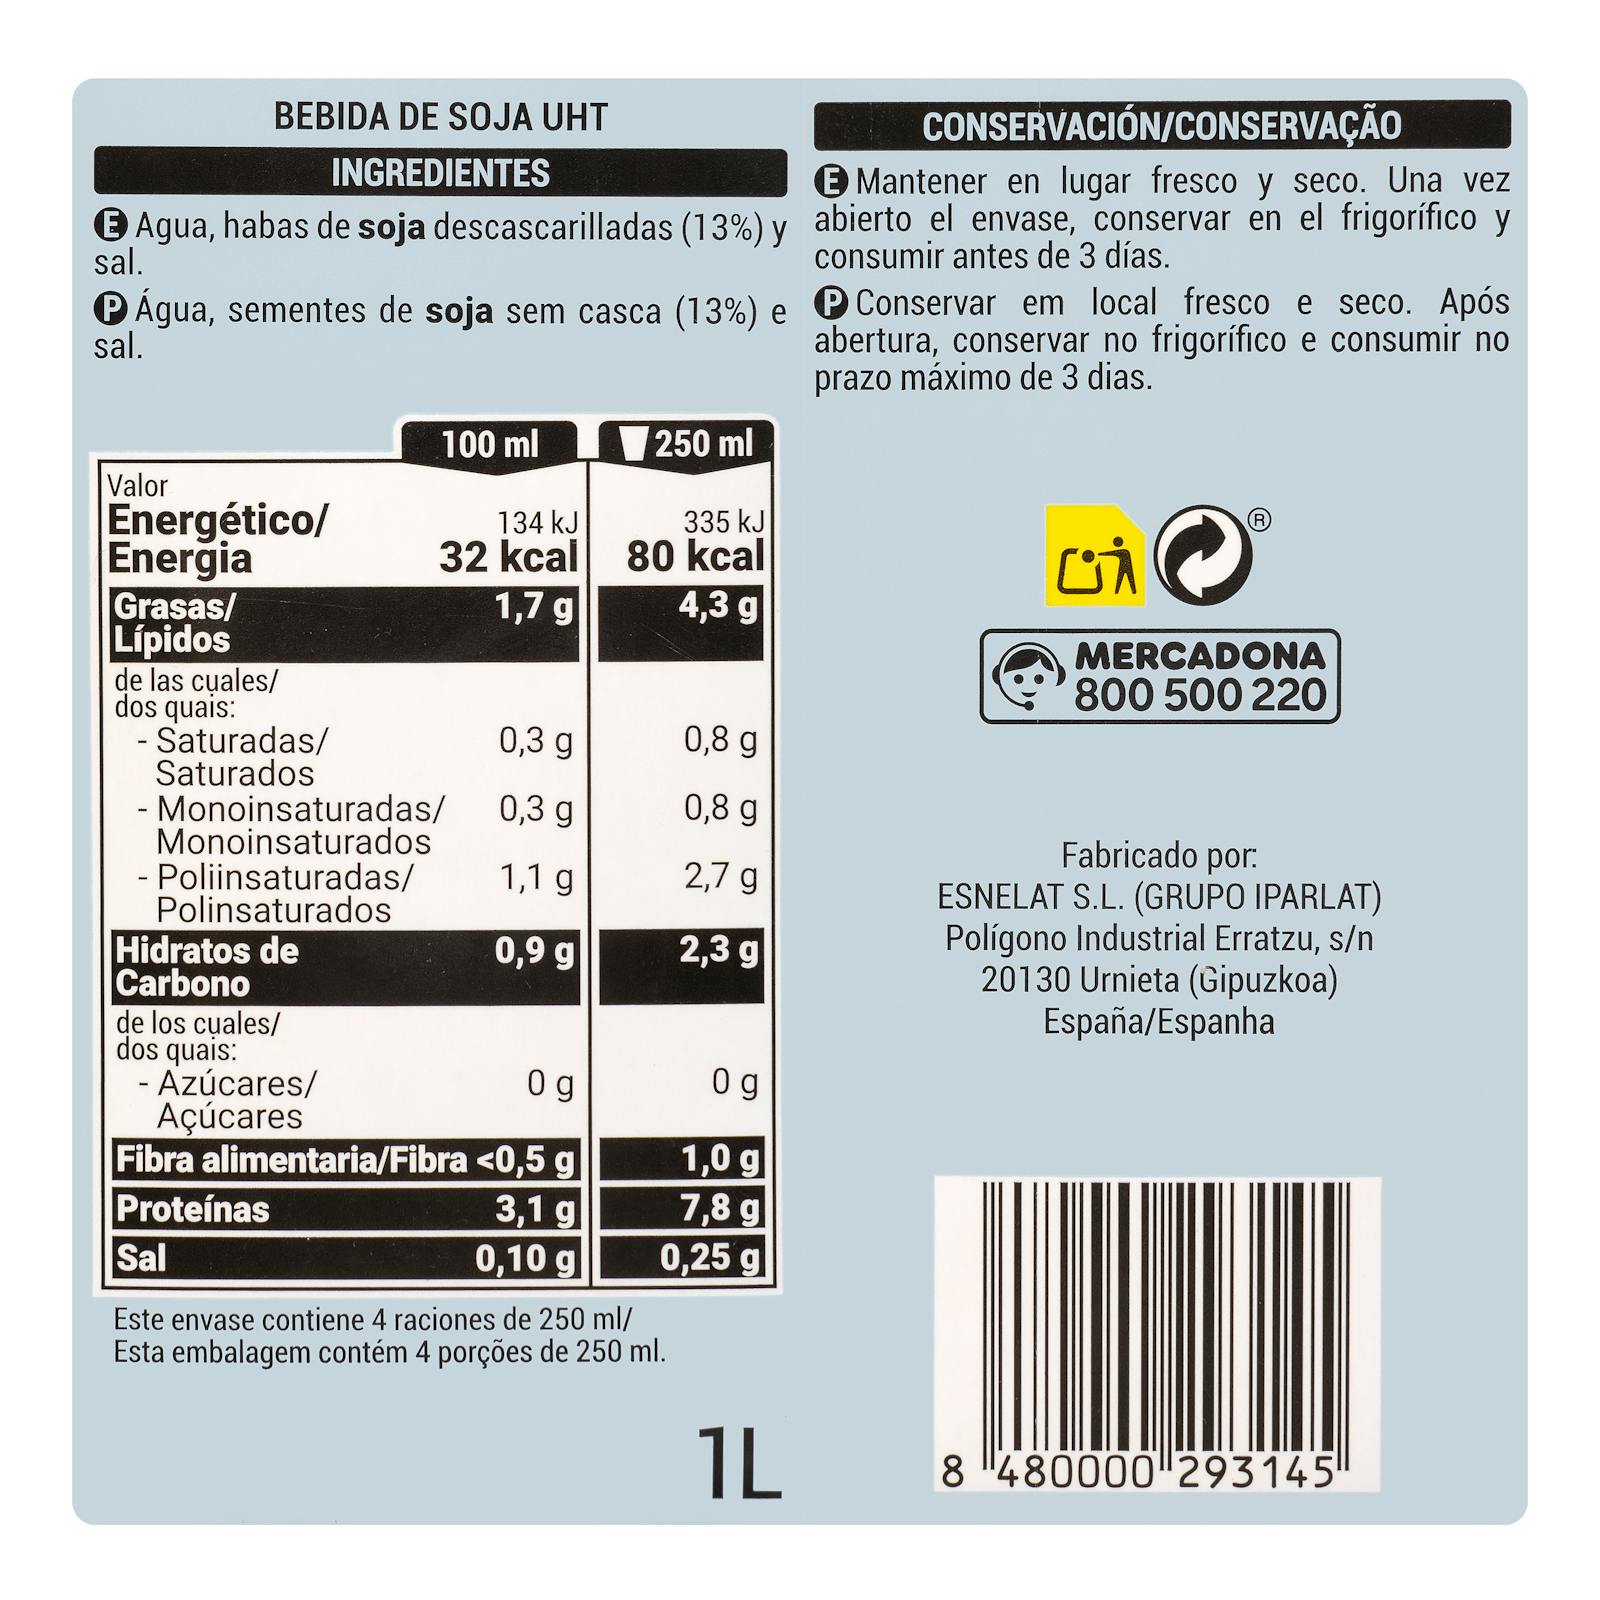 BEBIDA DE SOJA UHT
INGREDIENTES
E Agua, habas de soja descascarilladas (13%) y
sal.
P Água, sementes de soja sem casca (13%) e
sal.
100 ml 250 ml
Valor
Energético/ 134 kJ 335 kJ
Energia 32 kcal 80 kcal
Grasas/ 1,7 g 4,3 g
Lípidos
de las cuales/
dos quais:
- Saturadas/ 0,3 g 0,8 g
Saturados
- Monoinsaturadas/ 0,3 g 0,8 g
Monoinsaturados
- Poliinsaturadas/ 1,1 g 2,7 g
Polinsaturados
Hidratos de 0,9 g 2,3 g
Carbono
de los cuales/
dos quais:
- Azúcares/ 0 g 0 g
Açúcares
Fibra alimentaria/Fibra <0,5 g 1,0 g
Proteínas 3,1 g 7,8 g
Sal 0,10 g 0,25 g
Este envase contiene 4 raciones de 250 ml/
Esta embalagem contém 4 porções de 250 ml.
1L
CONSERVACIÓN/CONSERVAÇÃO
E Mantener en lugar fresco y seco. Una vez
abierto el envase, conservar en el frigorífico y
consumir antes de 3 días.
P Conservar em local fresco e seco. Após
abertura, conservar no frigorífico e consumir no
prazo máximo de 3 dias.
®
MERCADONA
800 500 220
Fabricado por:
ESNELAT S.L. (GRUPO IPARLAT)
Polígono Industrial Erratzu, s/n
20130 Urnieta (Gipuzkoa)
España/Espanha
8 480000 293145